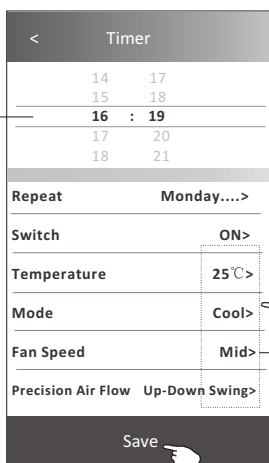 < Timer
14 17
15 18
16 : 19
17 20
18 21
Repeat Monday....>
Switch ON>
Temperature 25℃>
Mode Cool>
Fan Speed Mid>
Precision Air Flow Up-Down Swing>
Save